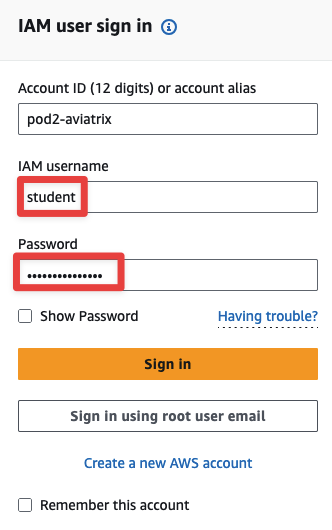 IAM user sign in
Account ID (12 digits) or account alias
pod2-aviatrix
IAM username
student
Password
•••••••••••••••
Show Password Having trouble?
Sign in
Sign in using root user email
Create a new AWS account
Remember this account